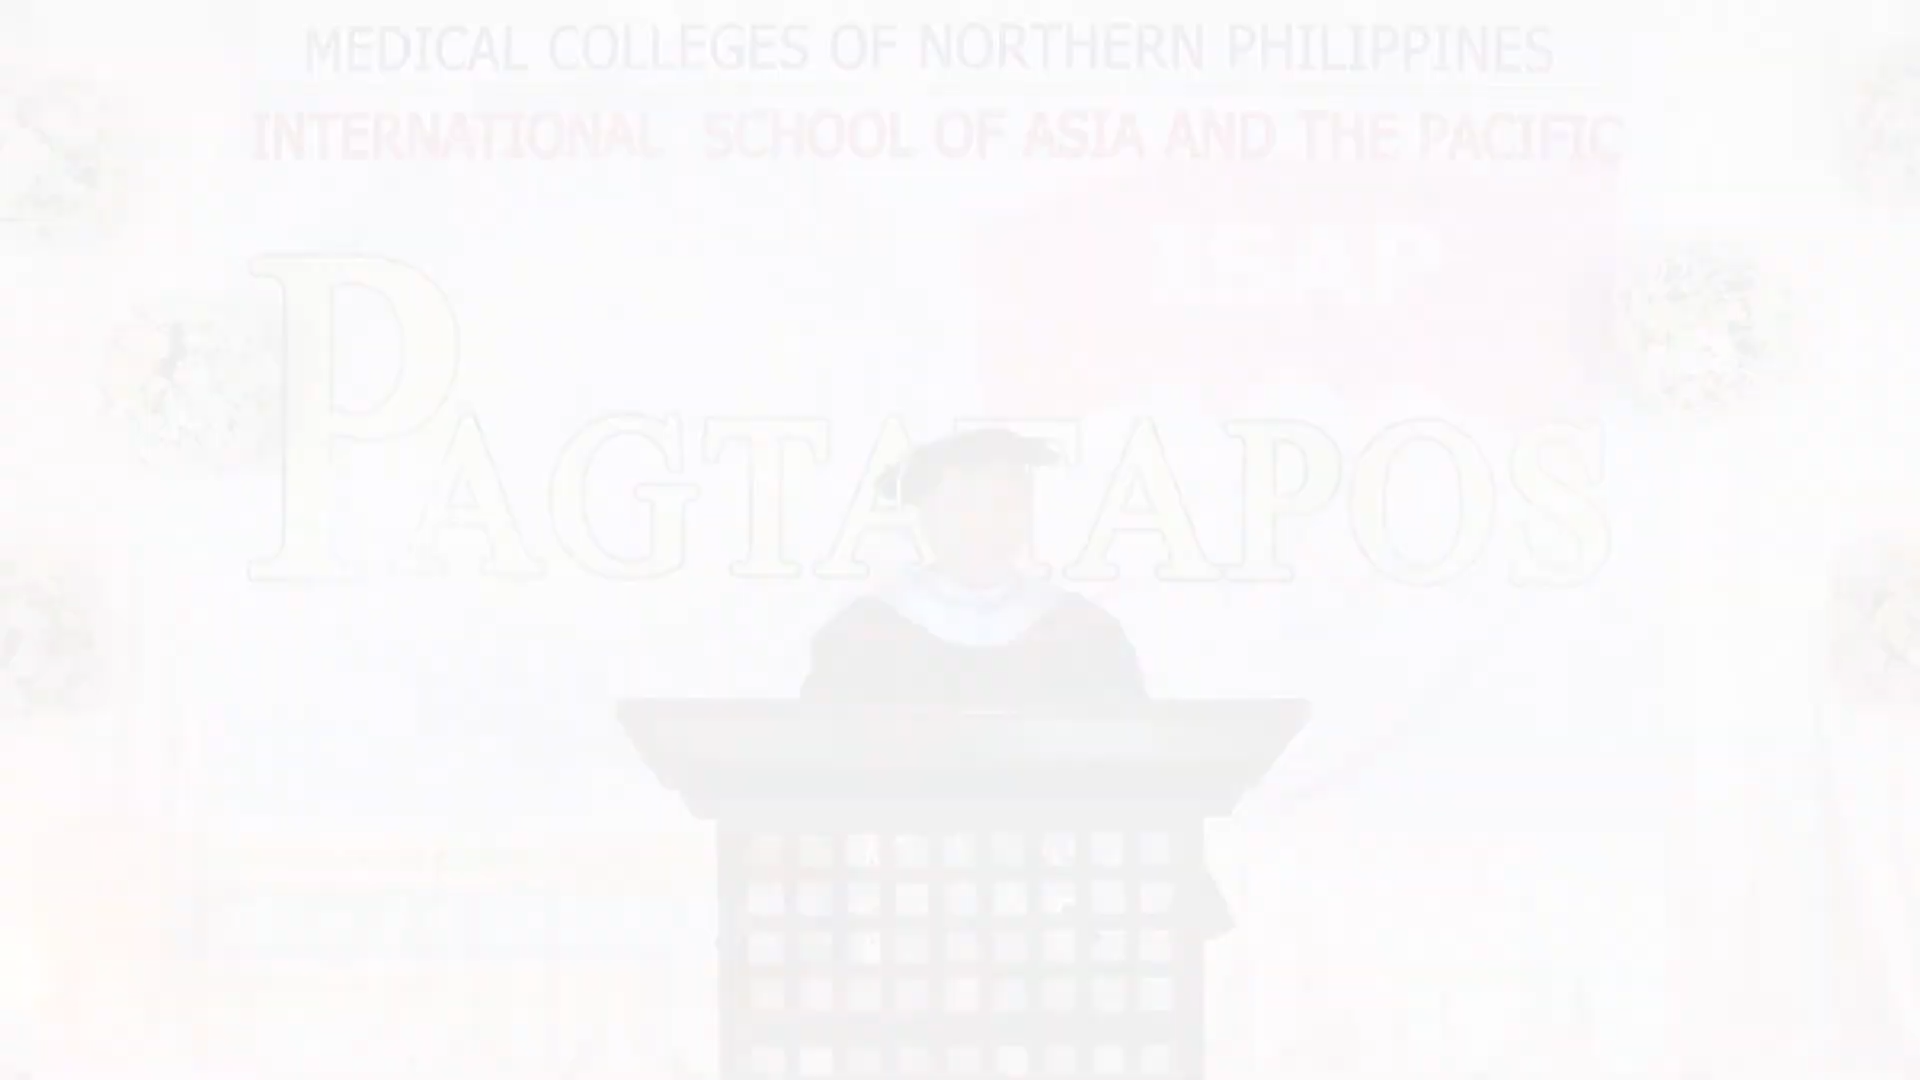 MEDICAL COLLEGES OF NORTHERN PHILIPPINES
INTERNATIONAL SCHOOL OF ASIA AND THE PACIFIC
PAGTATAPOS